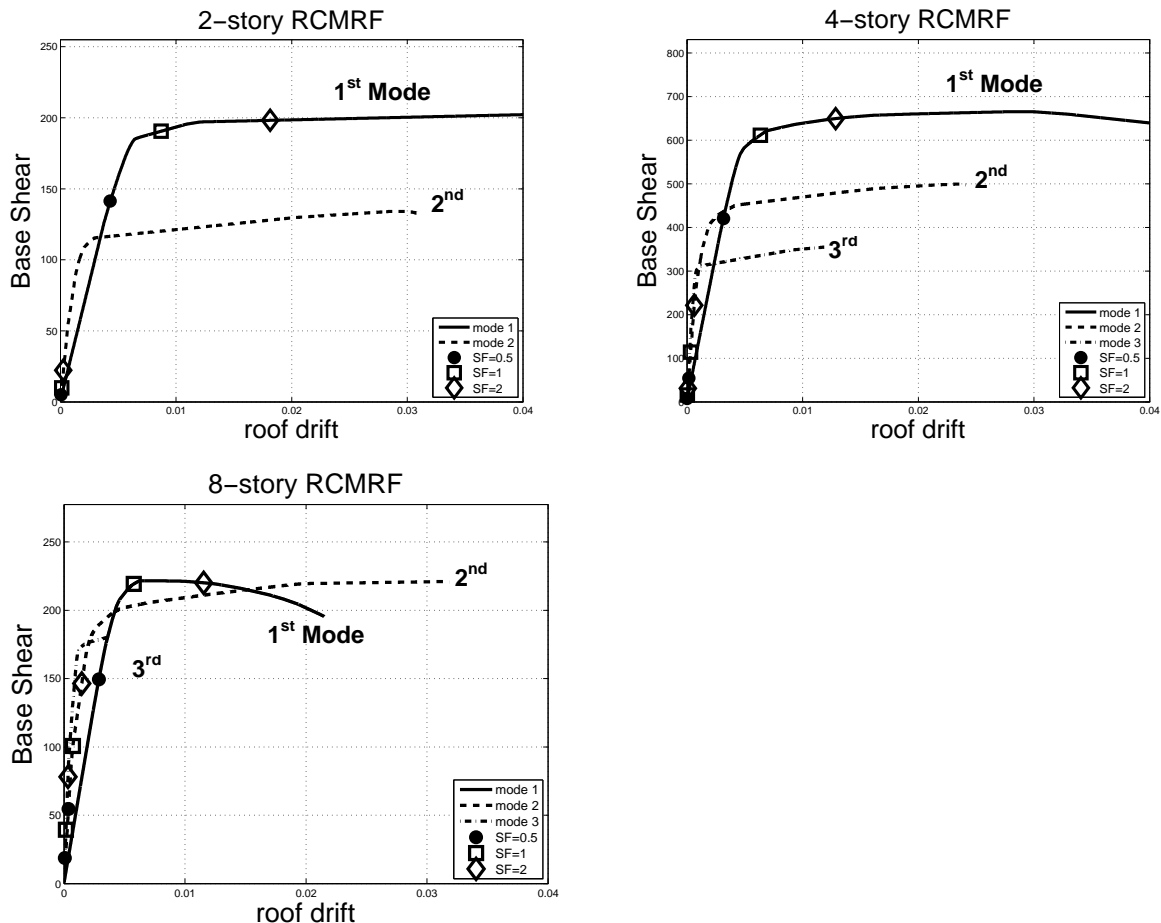 2−story RCMRF
250
200
150
100
50
0
0
0.01
0.02
0.03
0.04
Base Shear
roof drift
1st Mode
2nd
mode 1
mode 2
SF=0.5
SF=1
SF=2
4−story RCMRF
800
700
600
500
400
300
200
100
0
0
0.01
0.02
0.03
0.04
Base Shear
roof drift
1st Mode
2nd
3rd
mode 1
mode 2
mode 3
SF=0.5
SF=1
SF=2
8−story RCMRF
250
200
150
100
50
0
0
0.01
0.02
0.03
0.04
Base Shear
roof drift
2nd
1st Mode
3rd
mode 1
mode 2
mode 3
SF=0.5
SF=1
SF=2